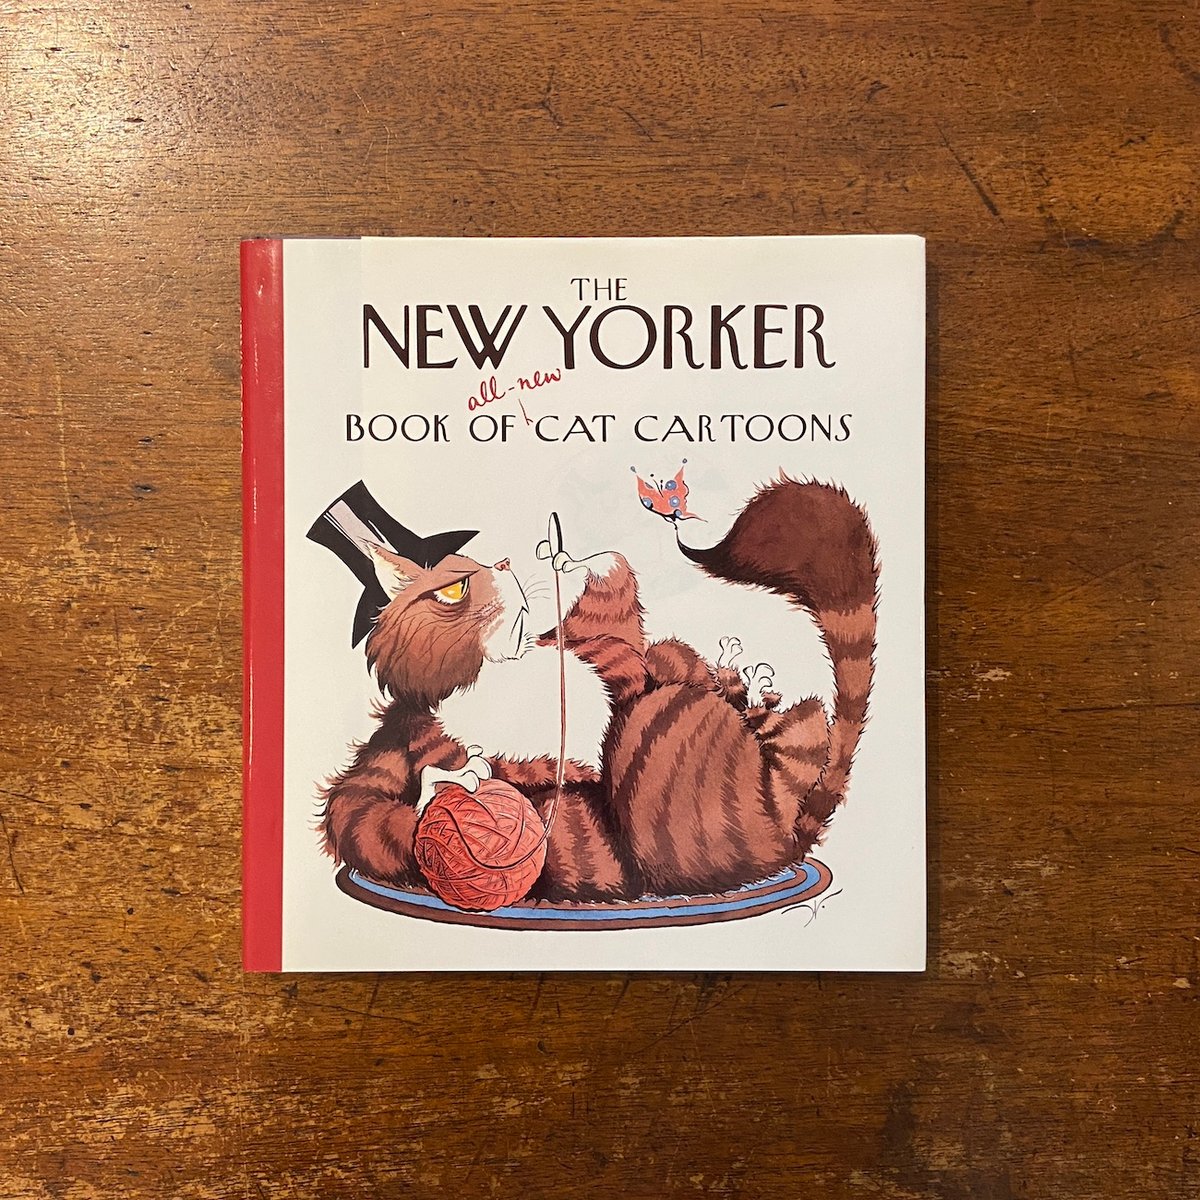 THE
NEW YORKER
all-new
BOOK OF CAT CARTOONS